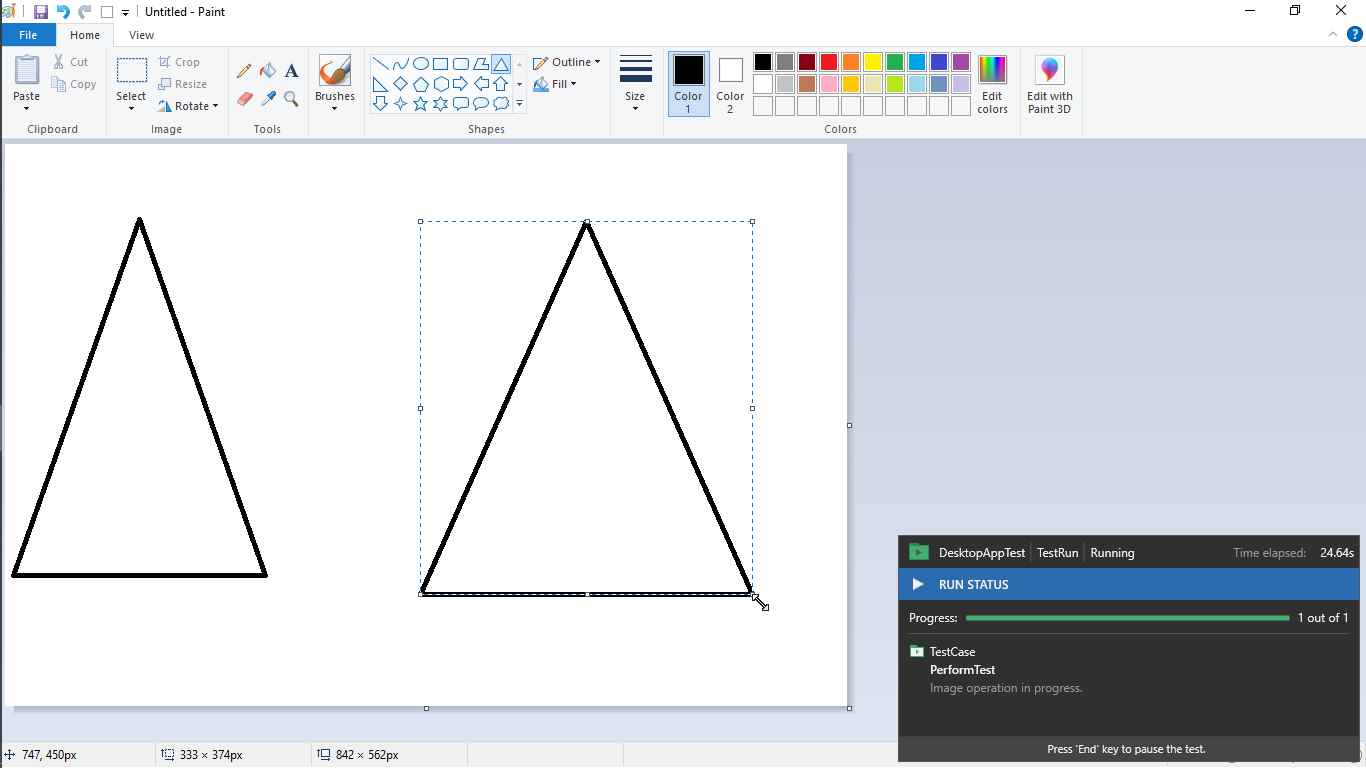 Untitled - Paint
File Home View
Paste Cut Copy
Clipboard
Select Crop Resize Rotate
Image
A
Tools
Brushes
Outline Fill
Shapes
Size
Color 1 Color 2 Edit colors
Colors
Edit with Paint 3D
?
DesktopAppTest TestRun Running Time elapsed: 24.64s
RUN STATUS
Progress: 1 out of 1
TestCase
PerformTest
Image operation in progress.
Press 'End' key to pause the test.
747, 450px 333 × 374px 842 × 562px